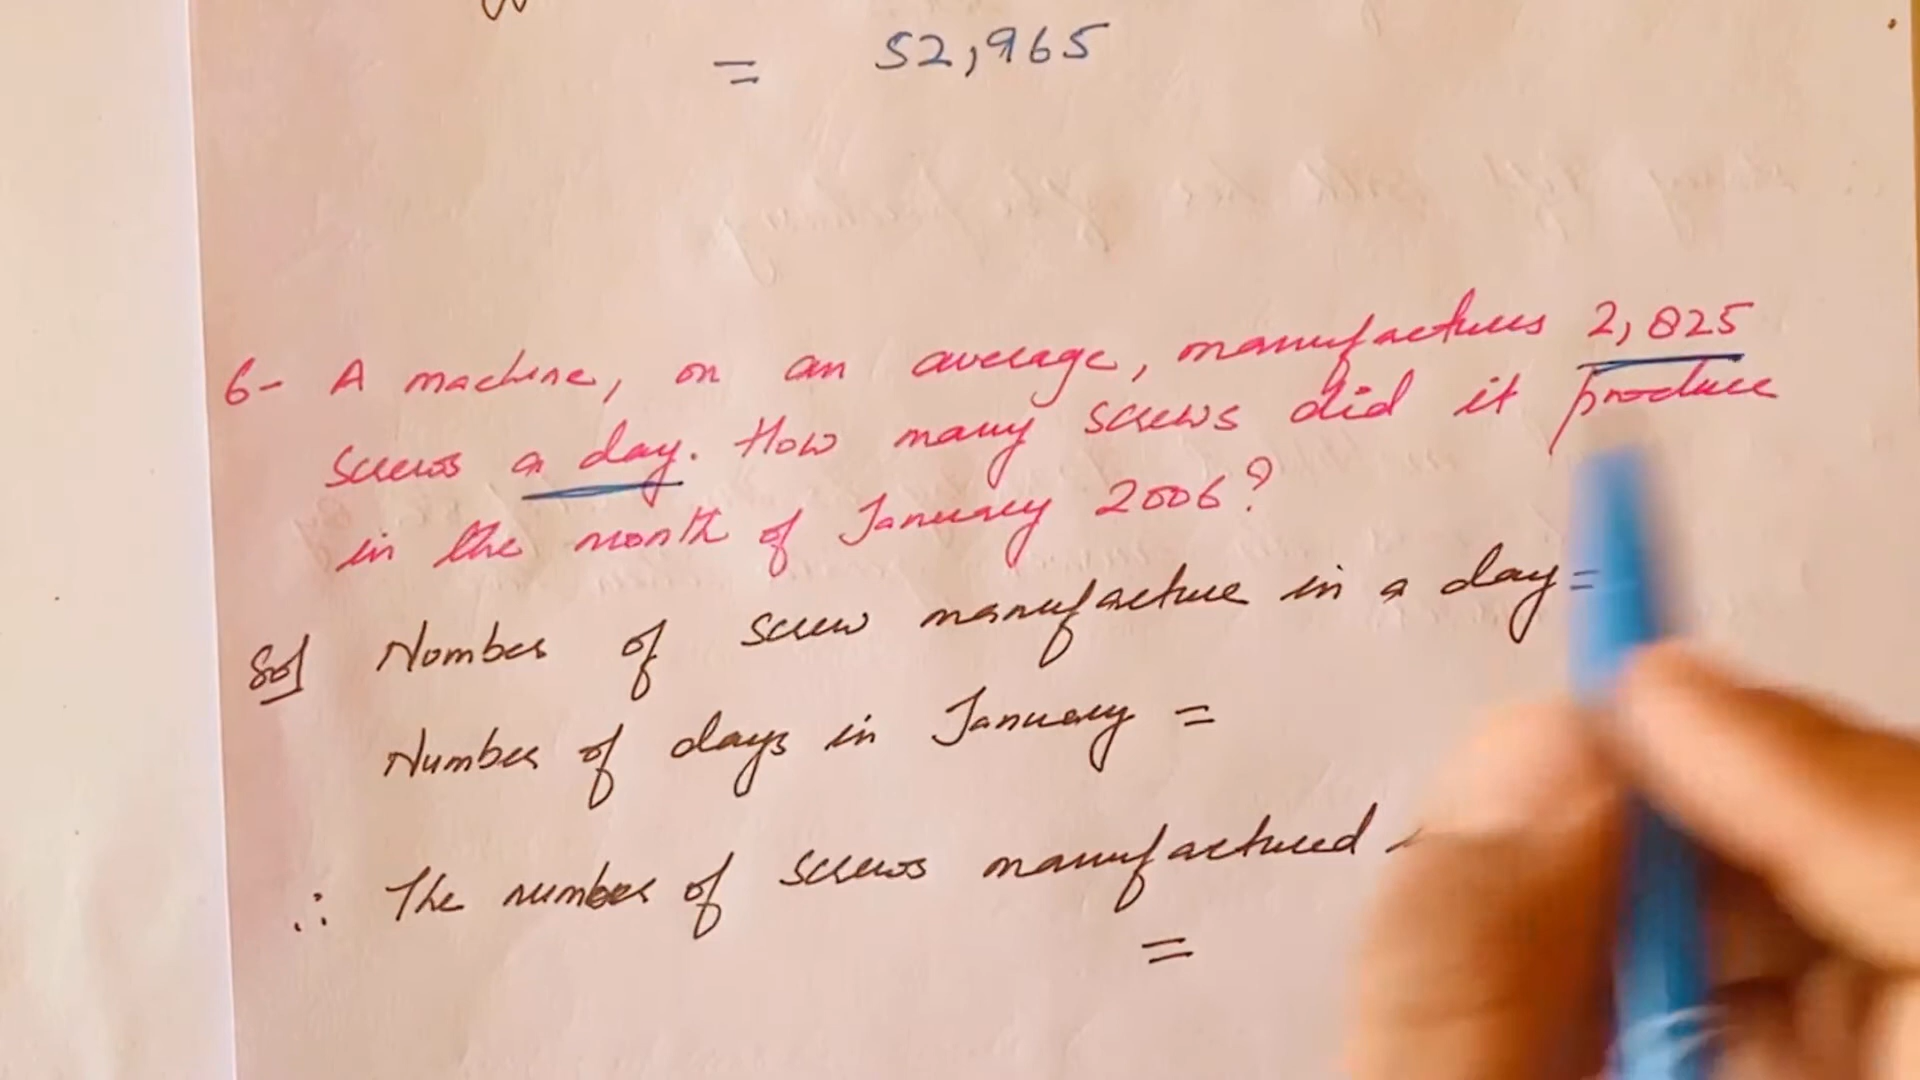 = 52,965
6- A machine, on an average, manufactures 2,825
screws a day. How many screws did it produce
in the month of January 2006?
Sol Number of screw manufacture in a day=
Number of days in January =
∴ The number of screws manufactured
=